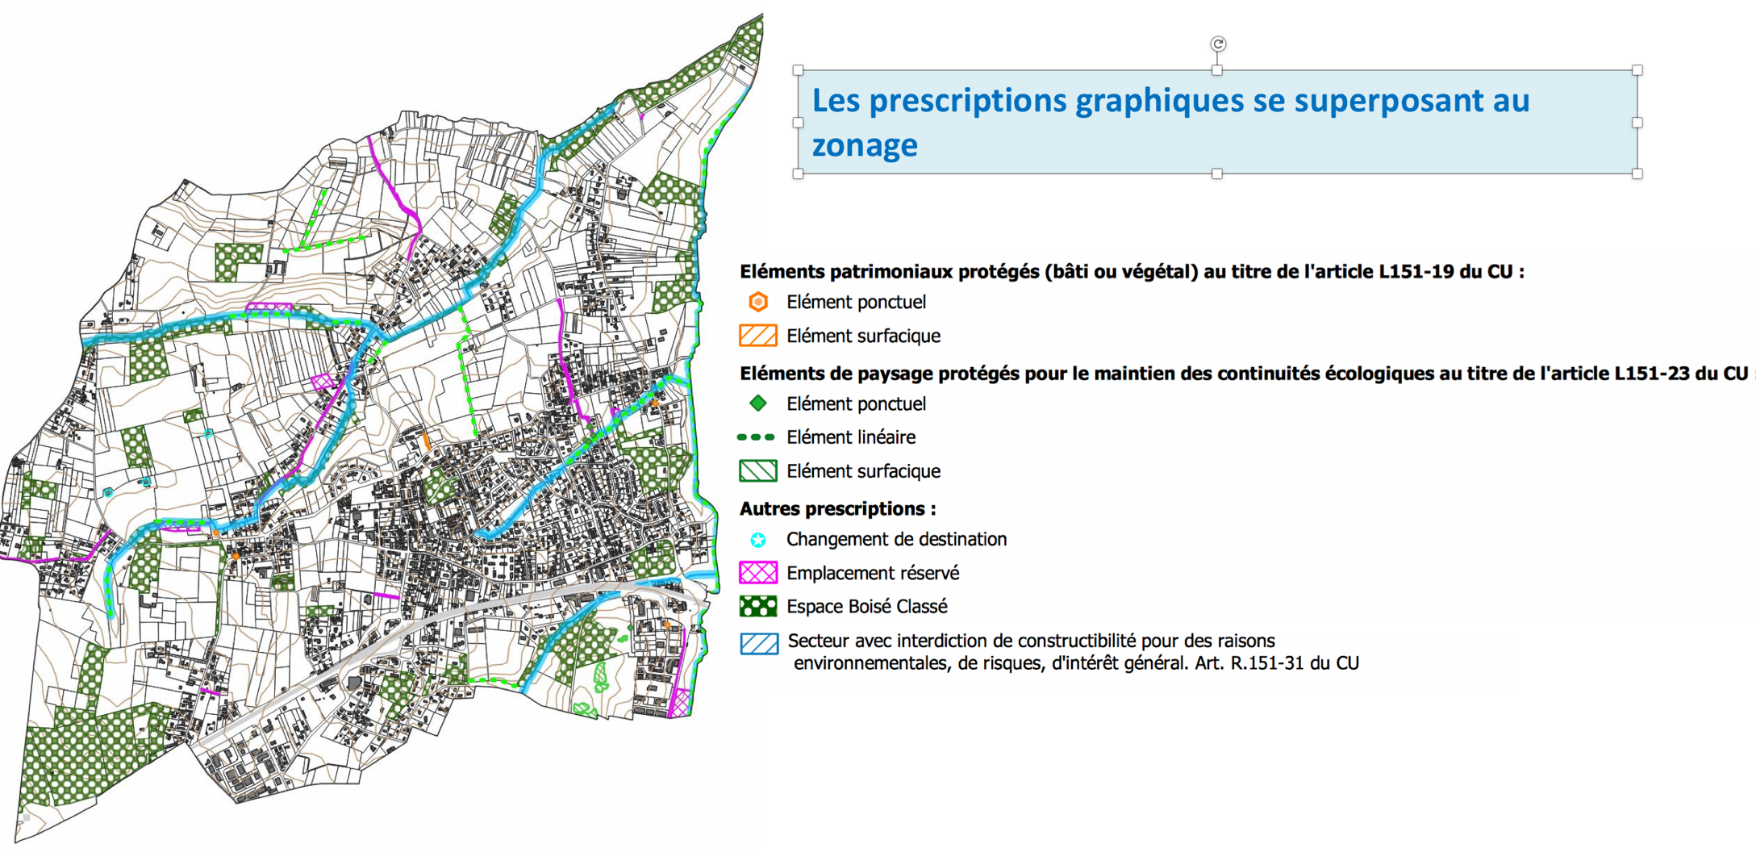 Les prescriptions graphiques se superposant au
zonage
Eléments patrimoniaux protégés (bâti ou végétal) au titre de l'article L151-19 du CU :
Elément ponctuel
Elément surfacique
Eléments de paysage protégés pour le maintien des continuités écologiques au titre de l'article L151-23 du CU :
Elément ponctuel
Elément linéaire
Elément surfacique
Autres prescriptions :
Changement de destination
Emplacement réservé
Espace Boisé Classé
Secteur avec interdiction de constructibilité pour des raisons
environnementales, de risques, d'intérêt général. Art. R.151-31 du CU